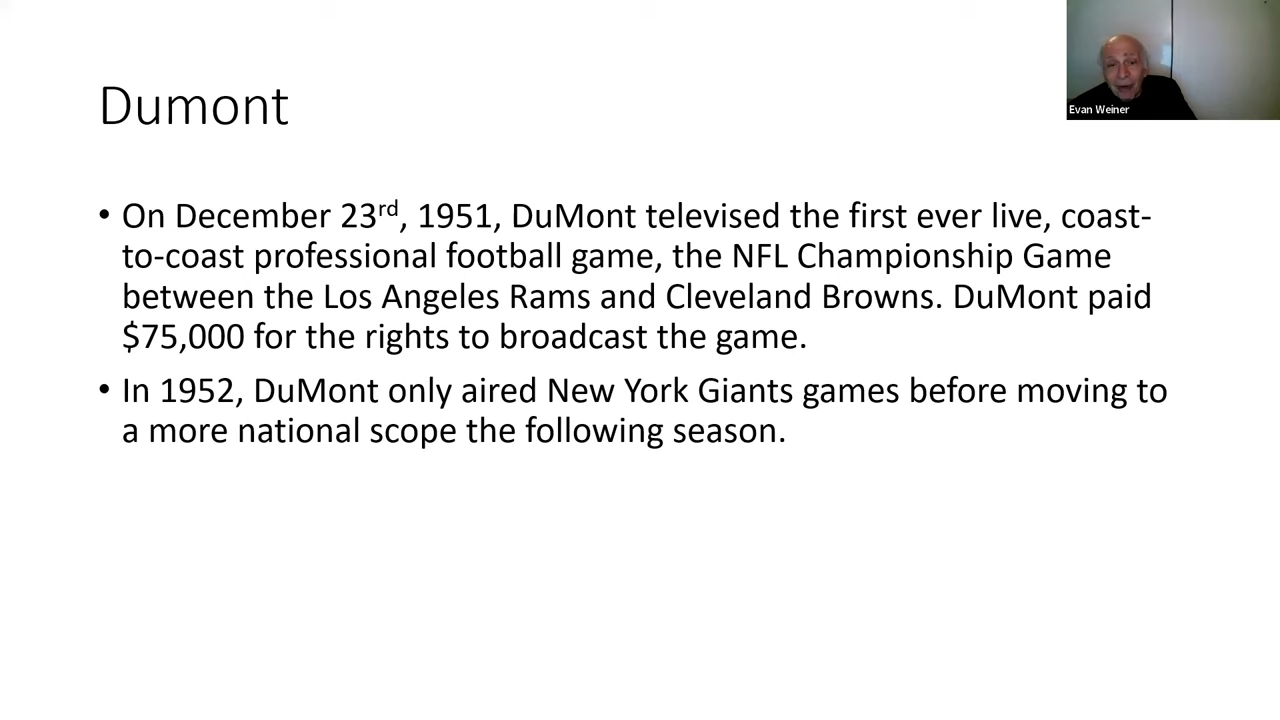 Dumont
Evan Weiner
• On December 23rd, 1951, DuMont televised the first ever live, coast-
to-coast professional football game, the NFL Championship Game
between the Los Angeles Rams and Cleveland Browns. DuMont paid
$75,000 for the rights to broadcast the game.
• In 1952, DuMont only aired New York Giants games before moving to
a more national scope the following season.